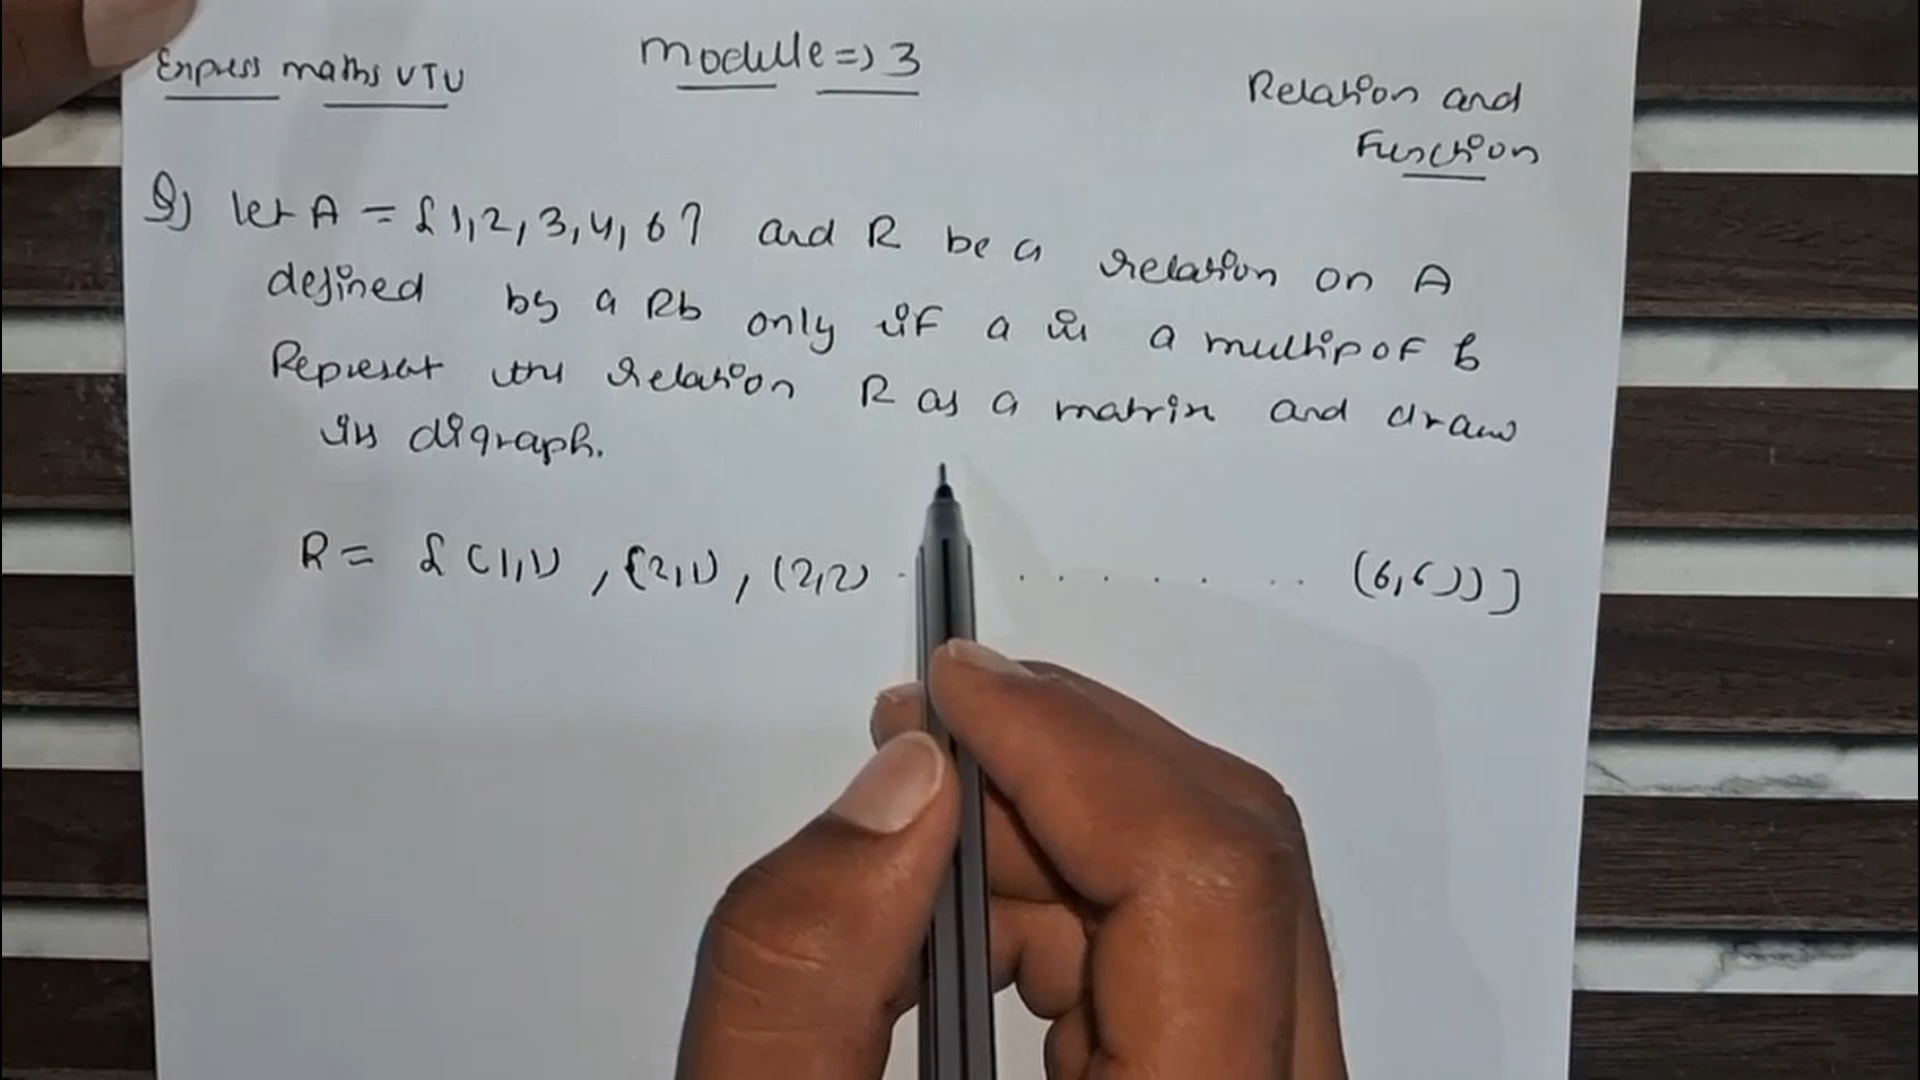 Express maths VTU
module => 3
Relation and
Function
Q) let A = {1,2,3,4,6} and R be a relation on A
defined by a Rb only if a is a multip of b
Represent the relation R as a matrix and draw
its digraph.
R = {(1,1), (2,1), (2,2) . . . . . . . . . (6,6))}